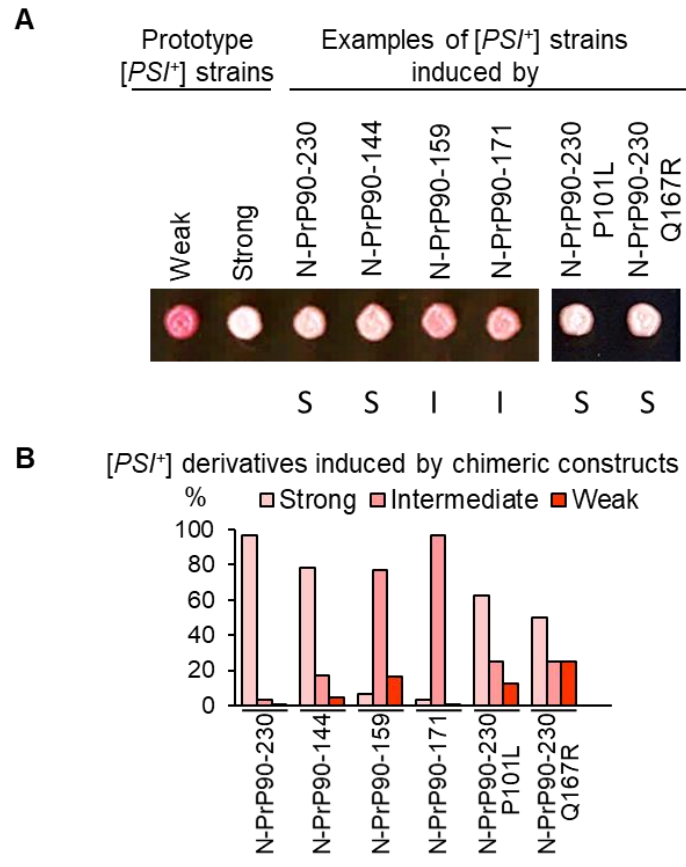 A
Prototype
[PSI+] strains
Examples of [PSI+] strains
induced by
Weak
Strong
N-PrP90-230
N-PrP90-144
N-PrP90-159
N-PrP90-171
N-PrP90-230
P101L
N-PrP90-230
Q167R
S S I I S S
B
[PSI+] derivatives induced by chimeric constructs
% Strong Intermediate Weak
100
80
60
40
20
0
N-PrP90-230
N-PrP90-144
N-PrP90-159
N-PrP90-171
N-PrP90-230
P101L
N-PrP90-230
Q167R